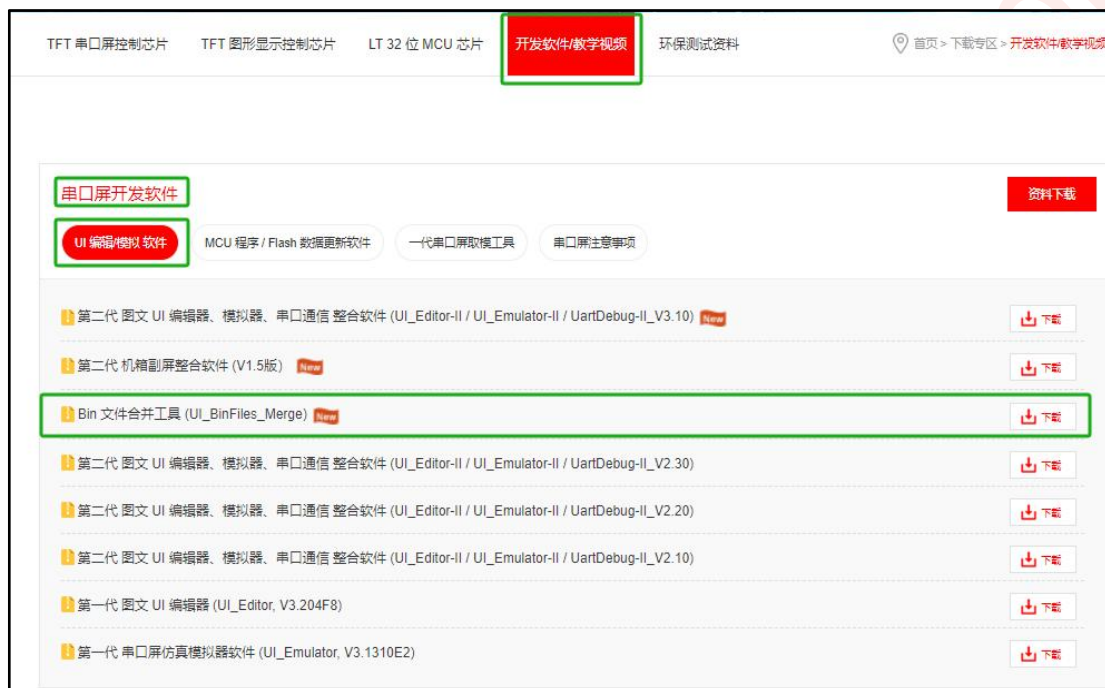 TFT 串口屏控制芯片 TFT 图形显示控制芯片 LT 32 位 MCU 芯片 开发软件/教学视频 环保测试资料 首页 > 下载专区 > 开发软件/教学视频
串口屏开发软件 资料下载
UI 编辑/模拟 软件 MCU 程序 / Flash 数据更新软件 一代串口屏取模工具 串口屏注意事项
第二代 图文 UI 编辑器、模拟器、串口通信 整合软件 (UI_Editor-II / UI_Emulator-II / UartDebug-II_V3.10) New 下载
第二代 机箱副屏整合软件 (V1.5版) New 下载
Bin 文件合并工具 (UI_BinFiles_Merge) New 下载
第二代 图文 UI 编辑器、模拟器、串口通信 整合软件 (UI_Editor-II / UI_Emulator-II / UartDebug-II_V2.30) 下载
第二代 图文 UI 编辑器、模拟器、串口通信 整合软件 (UI_Editor-II / UI_Emulator-II / UartDebug-II_V2.20) 下载
第二代 图文 UI 编辑器、模拟器、串口通信 整合软件 (UI_Editor-II / UI_Emulator-II / UartDebug-II_V2.10) 下载
第一代 图文 UI 编辑器 (UI_Editor, V3.204F8) 下载
第一代 串口屏仿真模拟器软件 (UI_Emulator, V3.1310E2) 下载